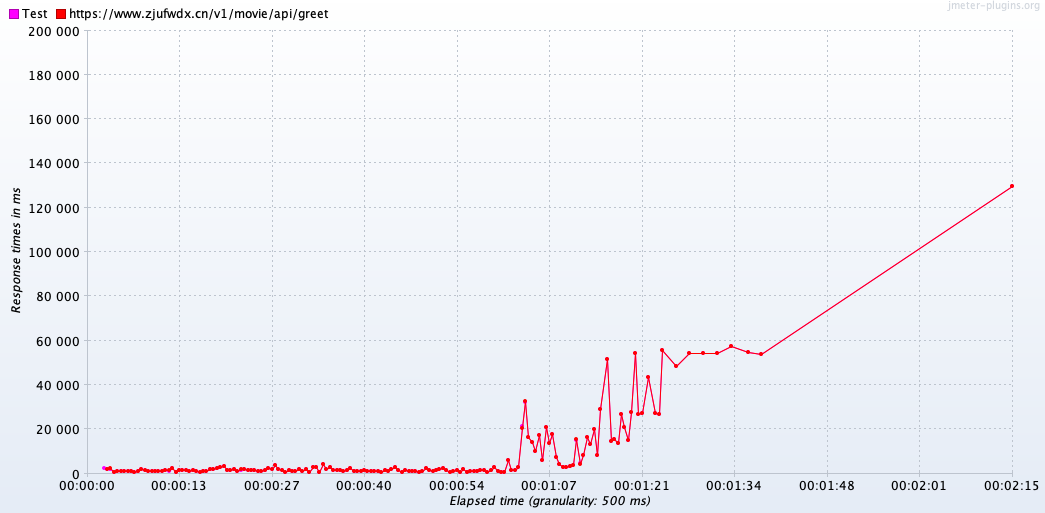 jmeter-plugins.org
Test https://www.zjufwdx.cn/v1/movie/api/greet
200 000
180 000
160 000
140 000
120 000
100 000
80 000
60 000
40 000
20 000
0
Response times in ms
00:00:00 00:00:13 00:00:27 00:00:40 00:00:54 00:01:07 00:01:21 00:01:34 00:01:48 00:02:01 00:02:15
Elapsed time (granularity: 500 ms)